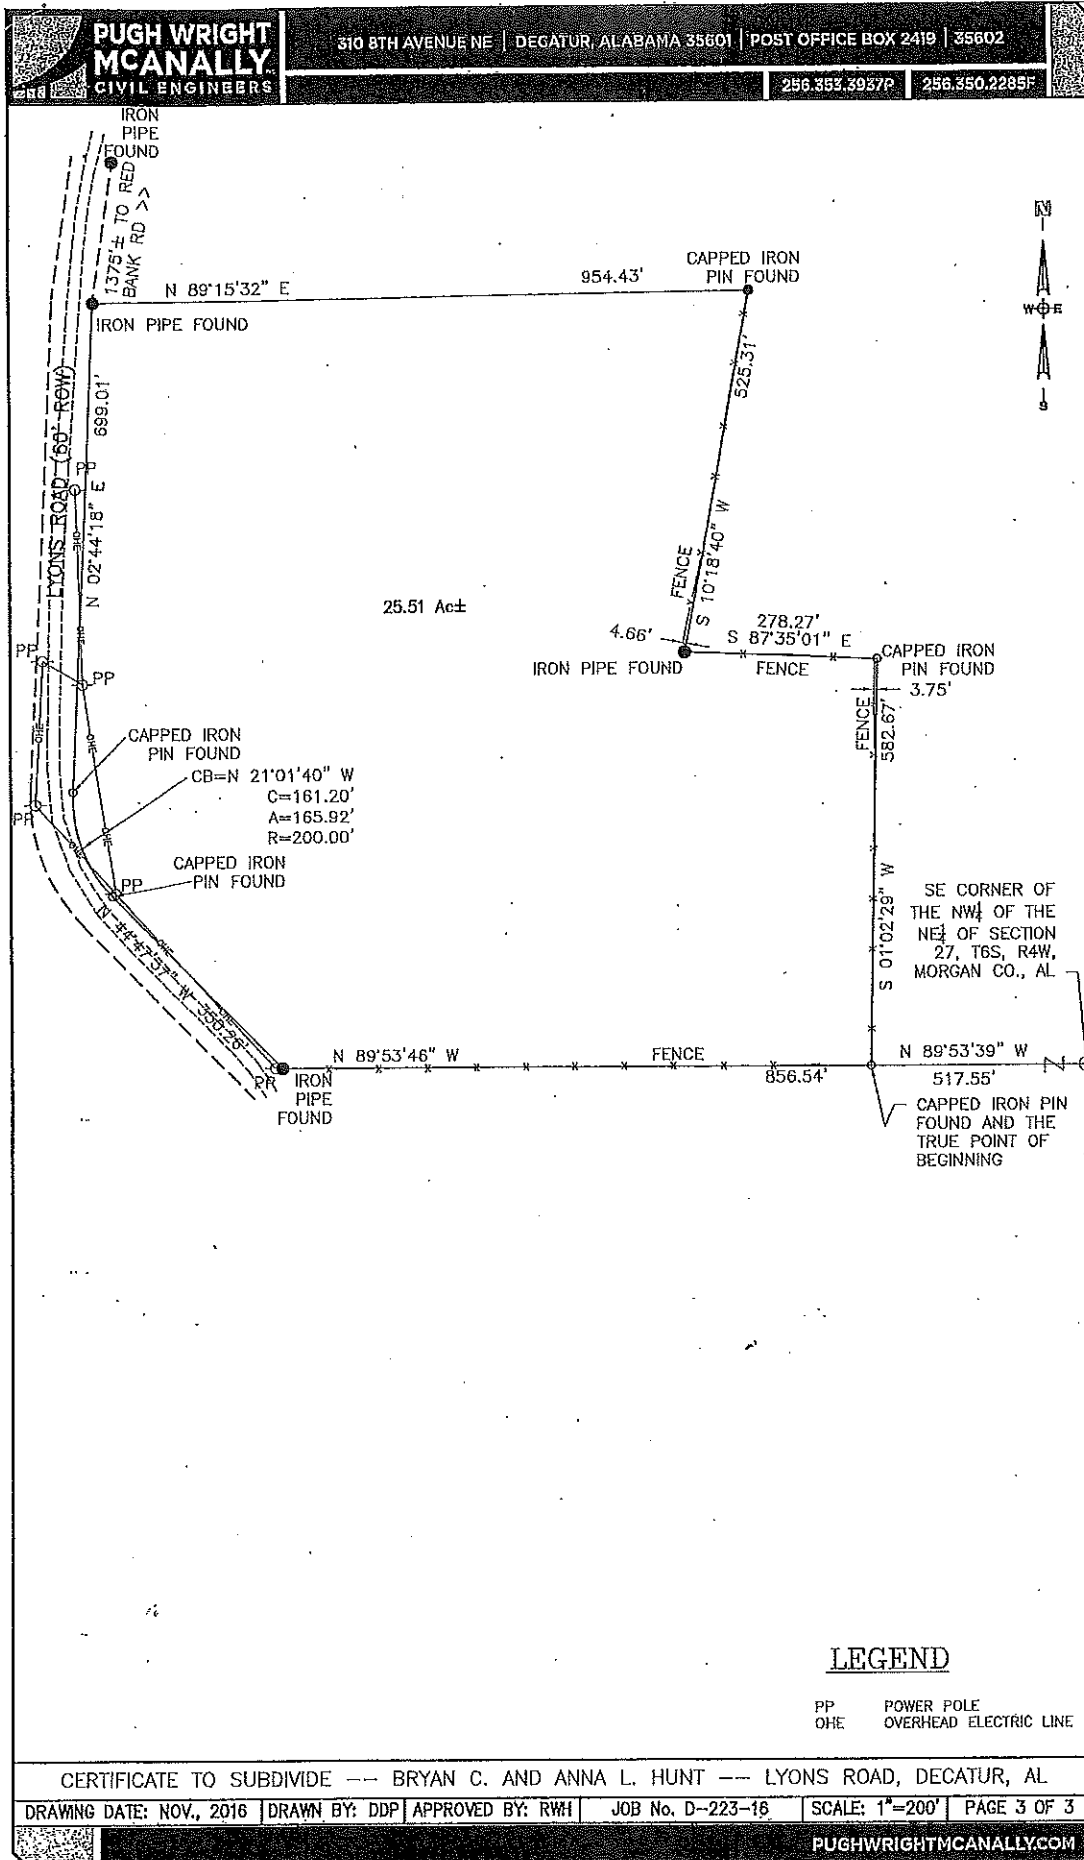 PUGH WRIGHT
MCANALLY
CIVIL ENGINEERS
310 8TH AVENUE NE | DECATUR, ALABAMA 35601 | POST OFFICE BOX 2419 | 35602
256.353.3937P | 256.350.2285F
IRON
PIPE
FOUND
1375'± TO RED
BANK RD >>
N 89°15'32" E
954.43'
CAPPED IRON
PIN FOUND
IRON PIPE FOUND
N
W E
S
LYONS ROAD (60' ROW)
699.01'
N 02°44'18" E
PP
OHE
OHE
525.31'
S 10°18'40" W
FENCE
25.51 Ac±
4.66'
278.27'
S 87°35'01" E
IRON PIPE FOUND
FENCE
CAPPED IRON
PIN FOUND
3.75'
FENCE
582.67'
S 01°02'29" W
PP
PP
OHE
OHE
CAPPED IRON
PIN FOUND
CB=N 21°01'40" W
C=161.20'
A=165.92'
R=200.00'
PP
OHE
OHE
CAPPED IRON
PIN FOUND
PP
N 44°47'57" W 350.26'
OHE
OHE
SE CORNER OF
THE NW¼ OF THE
NE¼ OF SECTION
27, T6S, R4W,
MORGAN CO., AL
N 89°53'46" W
FENCE
856.54'
N 89°53'39" W
517.55'
PP
IRON
PIPE
FOUND
CAPPED IRON PIN
FOUND AND THE
TRUE POINT OF
BEGINNING
LEGEND
PP POWER POLE
OHE OVERHEAD ELECTRIC LINE
CERTIFICATE TO SUBDIVIDE -- BRYAN C. AND ANNA L. HUNT -- LYONS ROAD, DECATUR, AL
DRAWING DATE: NOV., 2016 | DRAWN BY: DDP | APPROVED BY: RWH | JOB No. D-223-16 | SCALE: 1"=200' | PAGE 3 OF 3
PUGHWRIGHTMCANALLY.COM